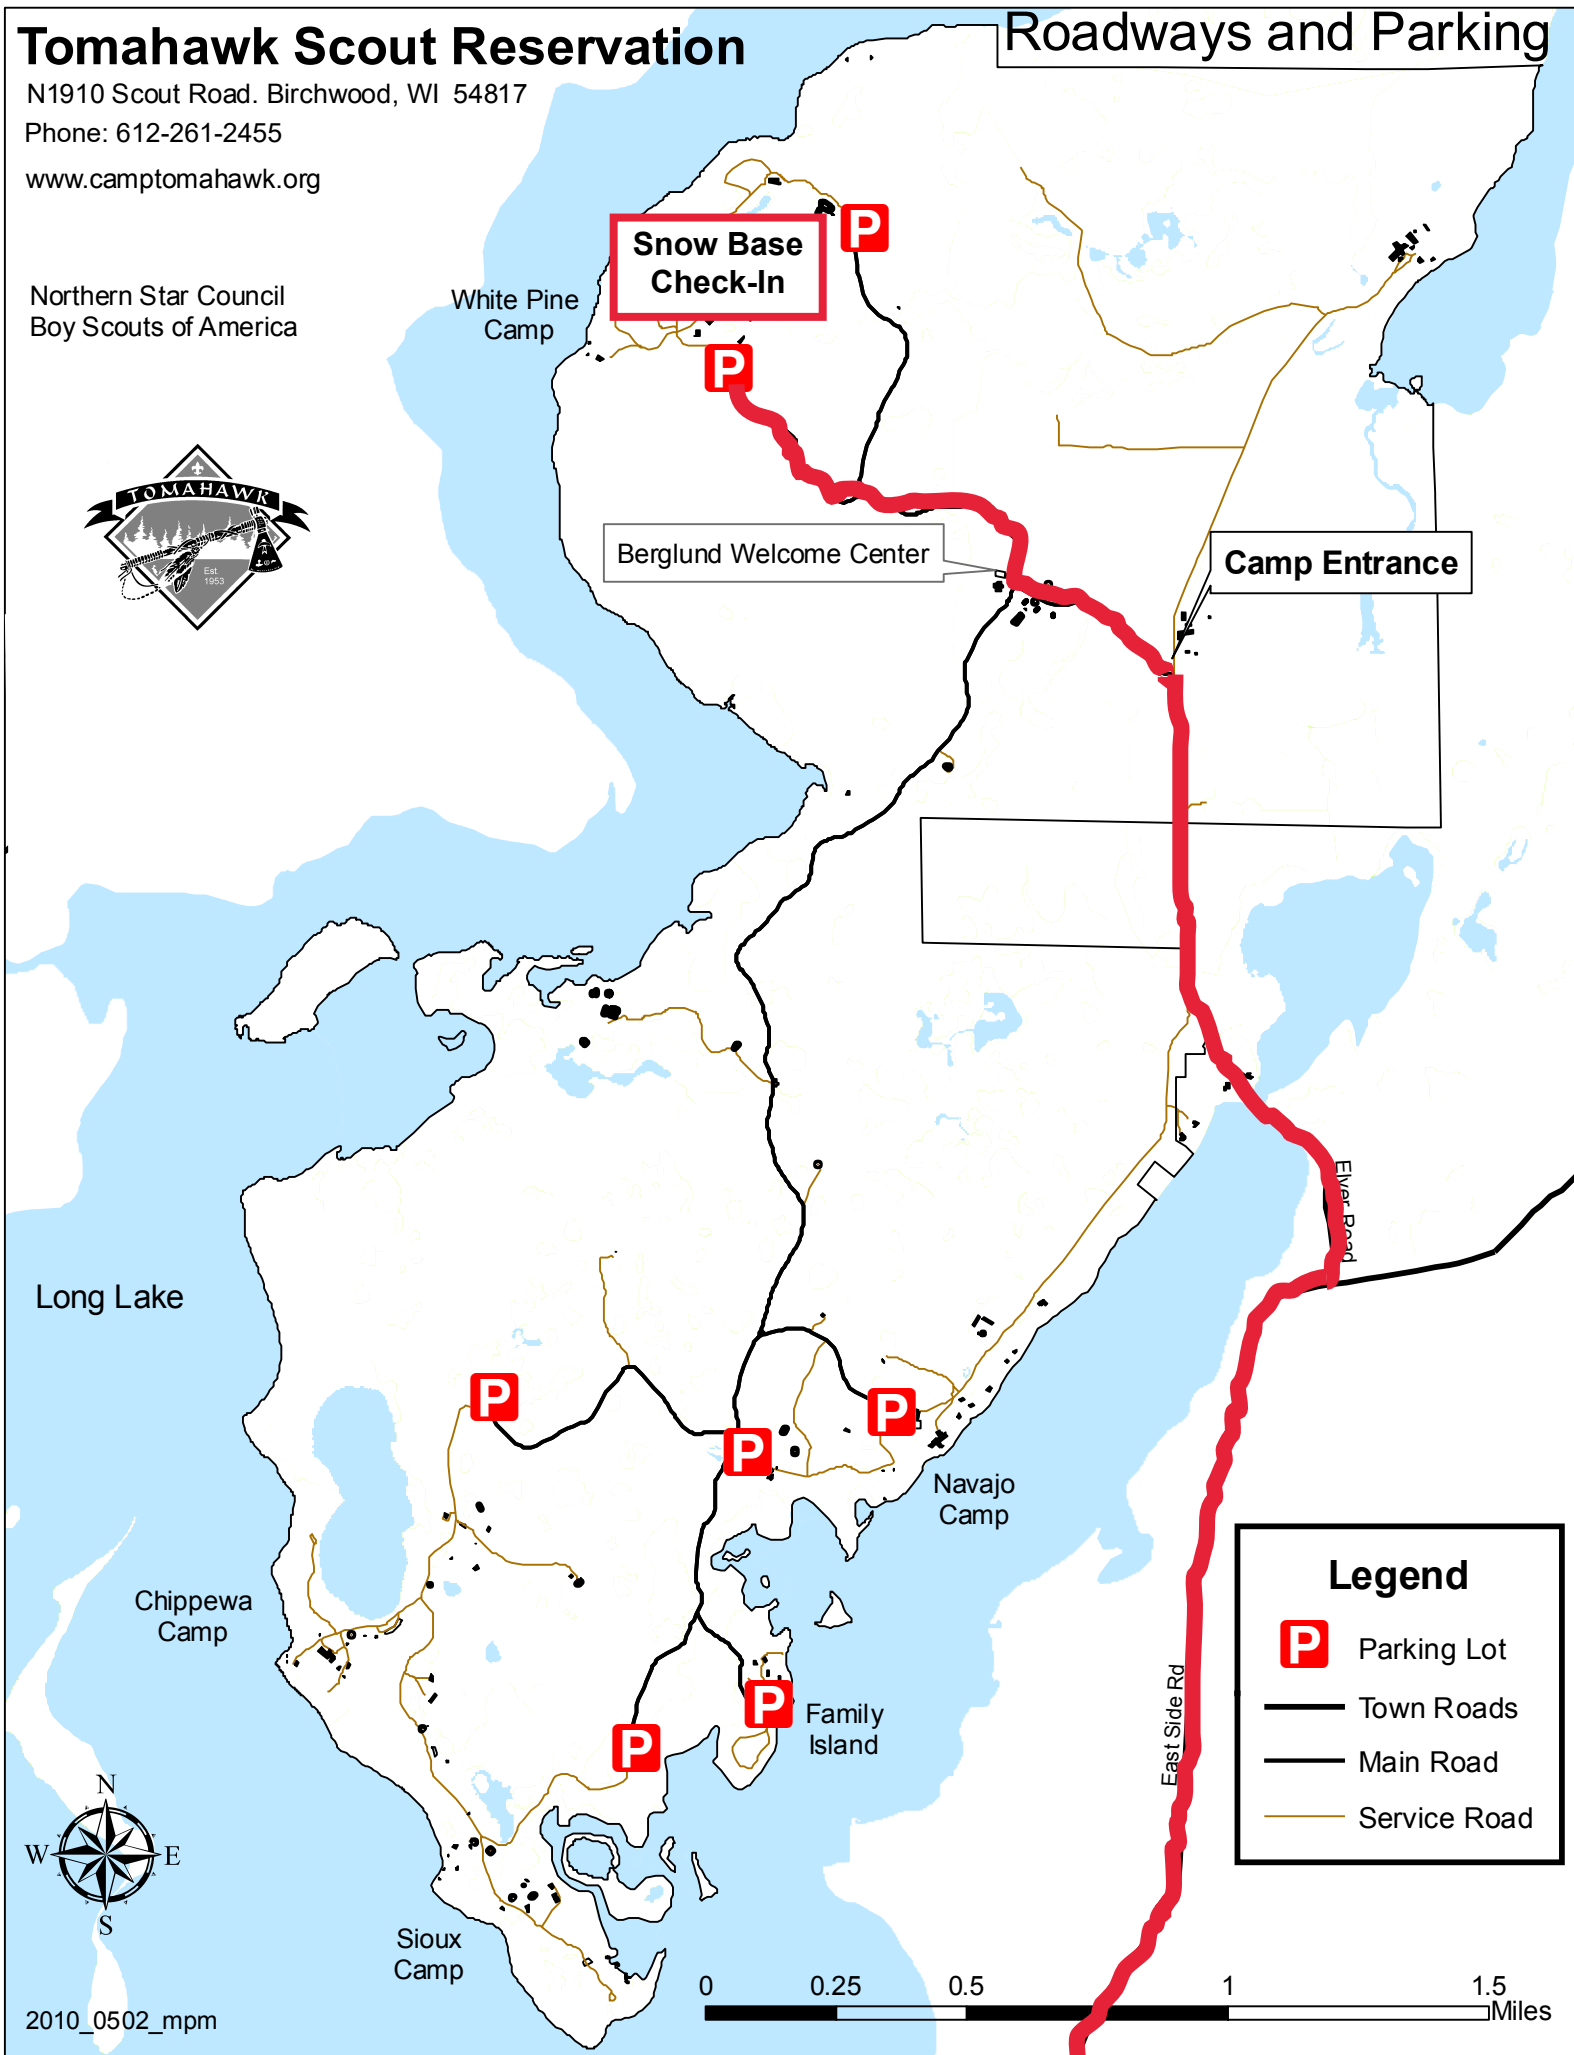 Tomahawk Scout Reservation
Roadways and Parking
N1910 Scout Road. Birchwood, WI  54817
Phone: 612-261-2455
www.camptomahawk.org
Northern Star Council
Boy Scouts of America
TOMAHAWK
Est.
1953
P
Snow Base
Check-In
White Pine
Camp
P
Berglund Welcome Center
Camp Entrance
Elver Road
Long Lake
P
P
P
Navajo
Camp
Chippewa
Camp
P
Family
Island
P
East Side Rd
Legend
P Parking Lot
Town Roads
Main Road
Service Road
N
W E
S
Sioux
Camp
0 0.25 0.5 1 1.5
Miles
2010_0502_mpm